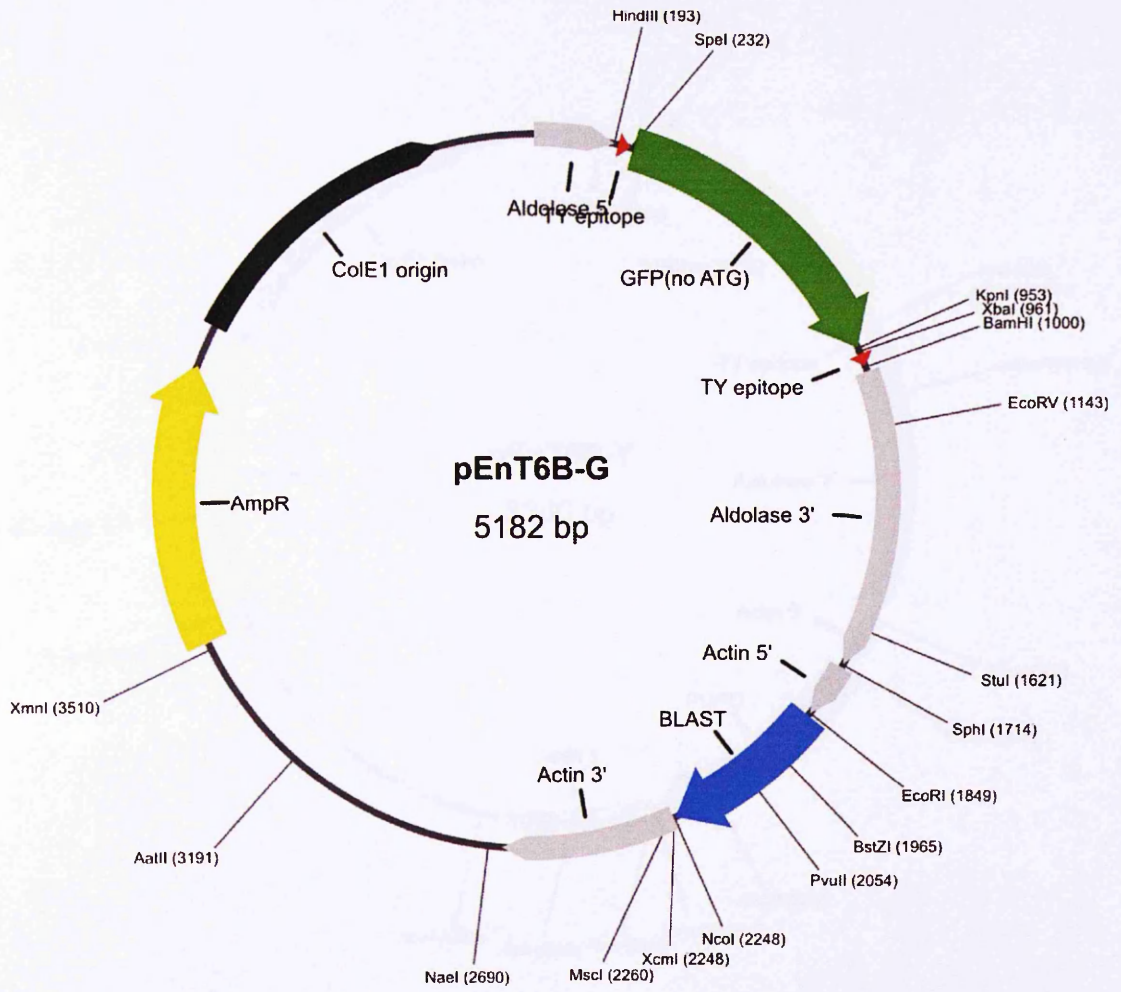 HindIII (193)
SpeI (232)
Aldolase 5'
TY epitope
ColE1 origin
GFP(no ATG)
KpnI (953)
XbaI (961)
BamHI (1000)
TY epitope
EcoRV (1143)
pEnT6B-G
5182 bp
AmpR
Aldolase 3'
Actin 5'
StuI (1621)
XmnI (3510)
BLAST
SphI (1714)
Actin 3'
EcoRI (1849)
BstZI (1965)
AatII (3191)
PvuII (2054)
NcoI (2248)
XcmI (2248)
MscI (2260)
NaeI (2690)